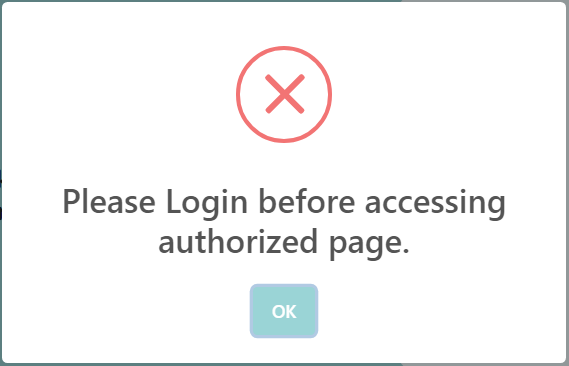 Please Login before accessing
authorized page.
OK